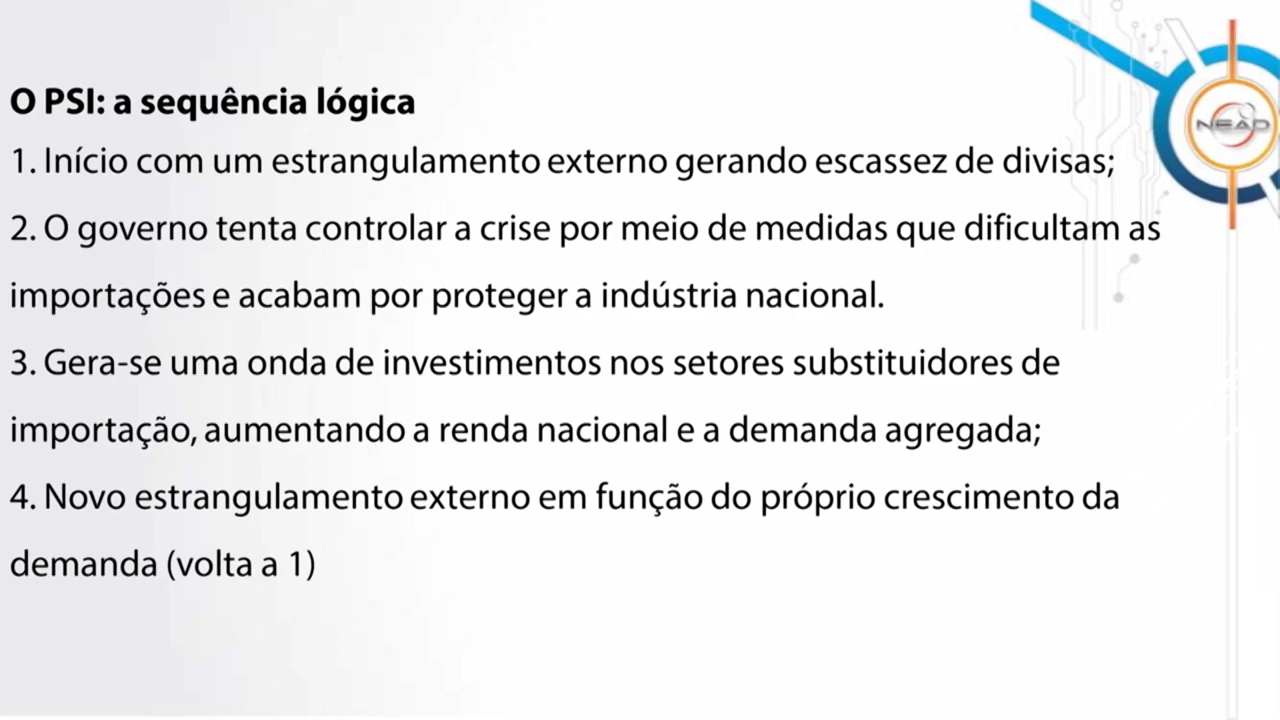 O PSI: a sequência lógica
1. Início com um estrangulamento externo gerando escassez de divisas;
2. O governo tenta controlar a crise por meio de medidas que dificultam as
importações e acabam por proteger a indústria nacional.
3. Gera-se uma onda de investimentos nos setores substituidores de
importação, aumentando a renda nacional e a demanda agregada;
4. Novo estrangulamento externo em função do próprio crescimento da
demanda (volta a 1)
NEAD